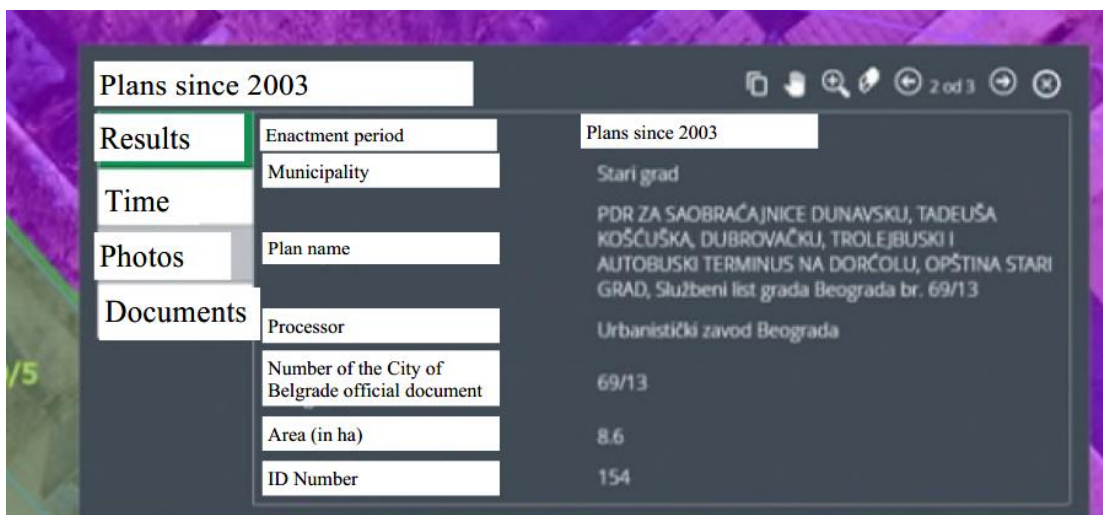 Plans since 2003
2 od 3
Results
Time
Photos
Documents
Enactment period
Plans since 2003
Municipality
Stari grad
Plan name
PDR ZA SAOBRAĆAJNICE DUNAVSKU, TADEUŠA
KOŠĆUŠKA, DUBROVAČKU, TROLEJBUSKI I
AUTOBUSKI TERMINUS NA DORĆOLU, OPŠTINA STARI
GRAD, Službeni list grada Beograda br. 69/13
Processor
Urbanistički zavod Beograda
Number of the City of
Belgrade official document
69/13
Area (in ha)
8.6
ID Number
154
/5